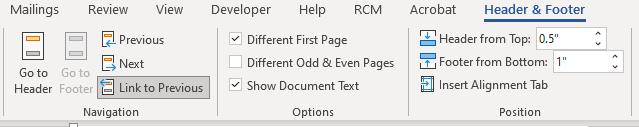 Mailings Review View Developer Help RCM Acrobat Header & Footer
Go to Header
Go to Footer
Previous
Next
Link to Previous
Navigation
Different First Page
Different Odd & Even Pages
Show Document Text
Options
Header from Top: 0.5"
Footer from Bottom: 1"
Insert Alignment Tab
Position